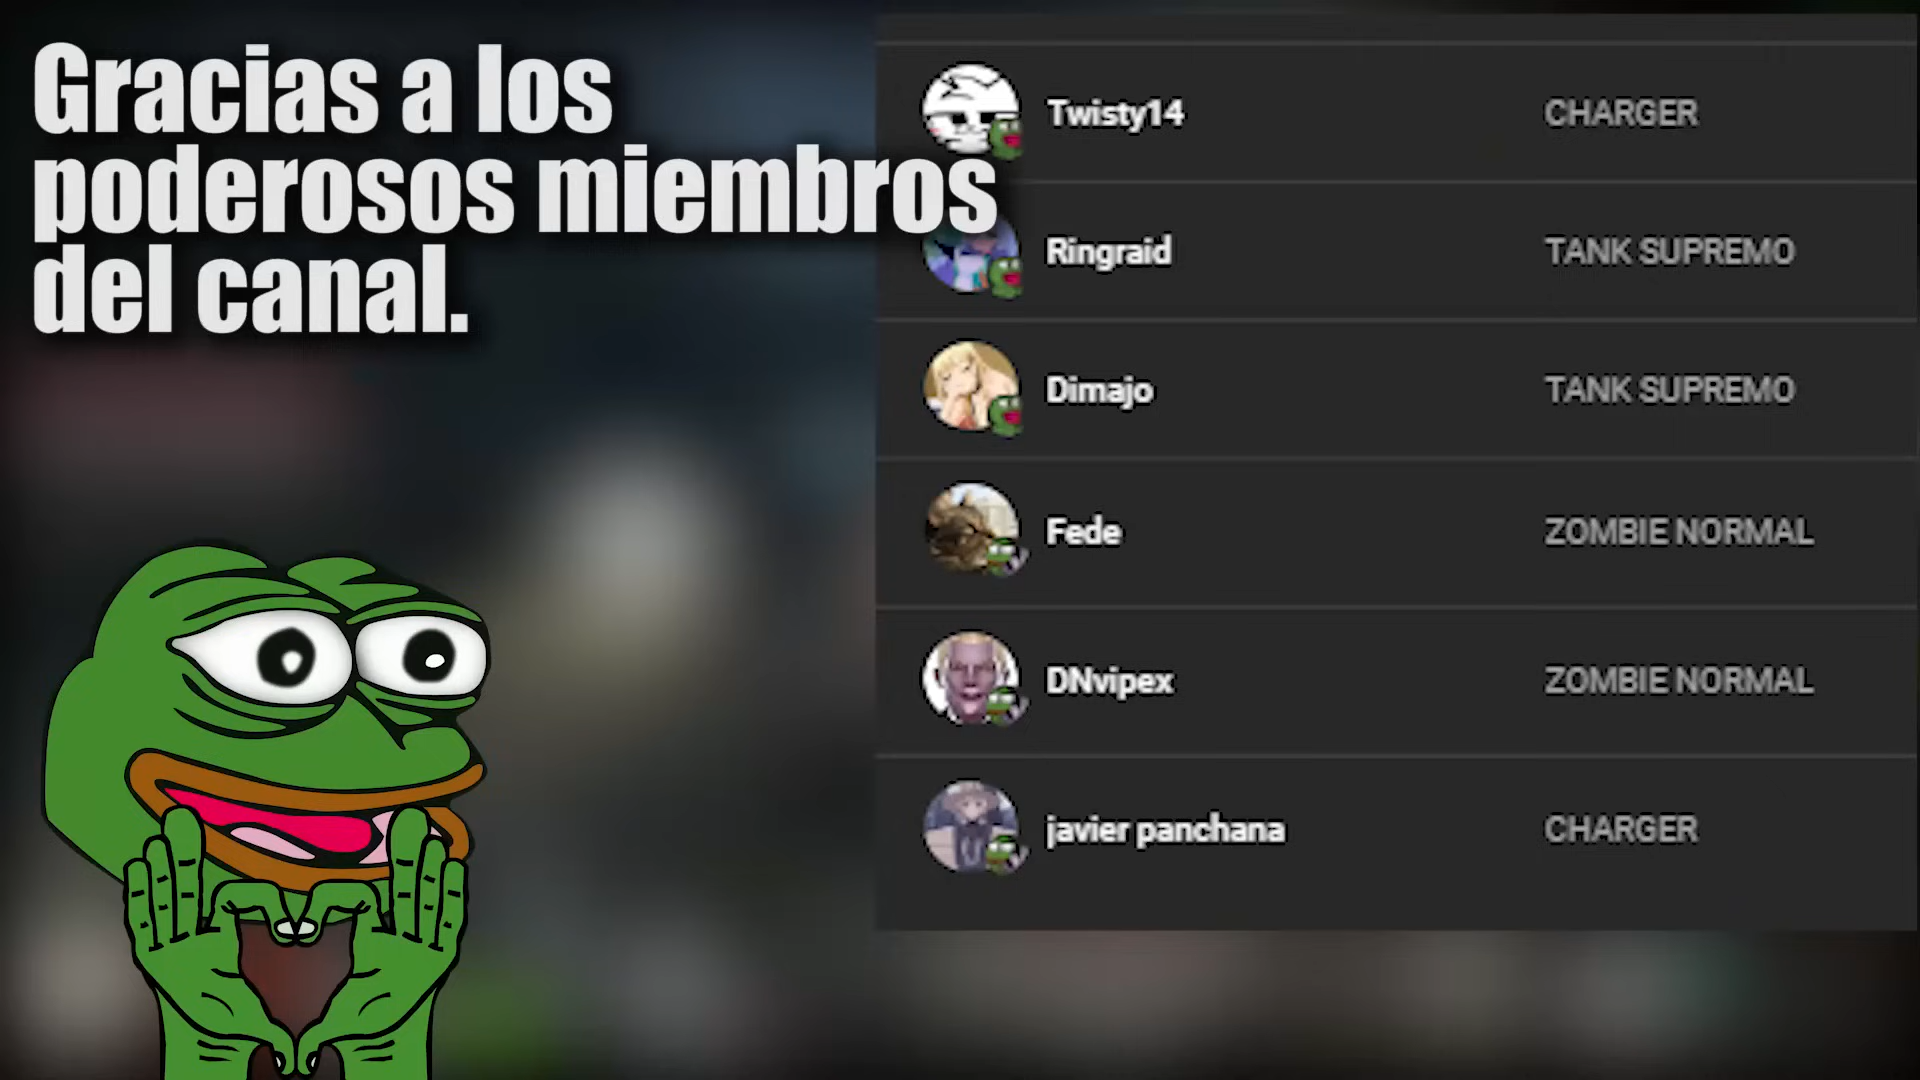 Gracias a los
poderosos miembros
del canal.
Twisty14 CHARGER
Ringraid TANK SUPREMO
Dimajo TANK SUPREMO
Fede ZOMBIE NORMAL
DNvipex ZOMBIE NORMAL
javier panchana CHARGER